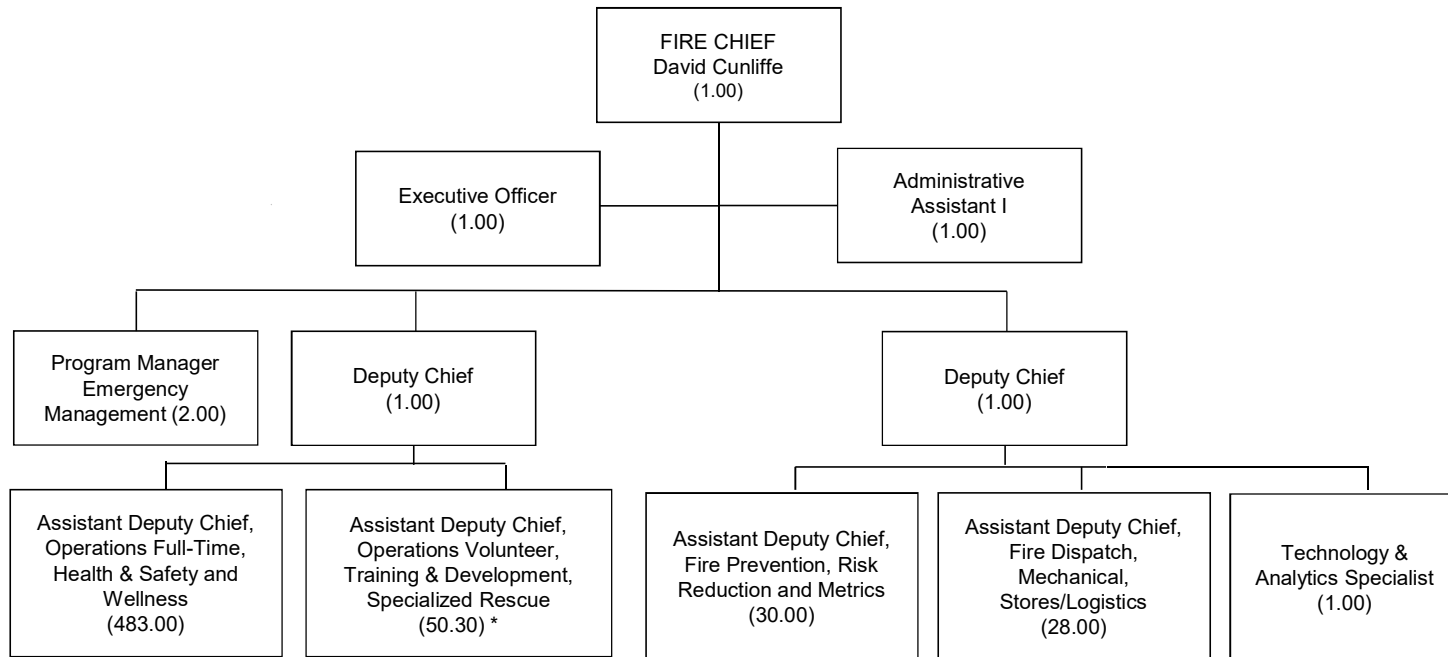 FIRE CHIEF
David Cunliffe
(1.00)
Executive Officer
(1.00)
Administrative
Assistant I
(1.00)
Program Manager
Emergency
Management (2.00)
Deputy Chief
(1.00)
Deputy Chief
(1.00)
Assistant Deputy Chief,
Operations Full-Time,
Health & Safety and
Wellness
(483.00)
Assistant Deputy Chief,
Operations Volunteer,
Training & Development,
Specialized Rescue
(50.30) *
Assistant Deputy Chief,
Fire Prevention, Risk
Reduction and Metrics
(30.00)
Assistant Deputy Chief,
Fire Dispatch,
Mechanical,
Stores/Logistics
(28.00)
Technology &
Analytics Specialist
(1.00)